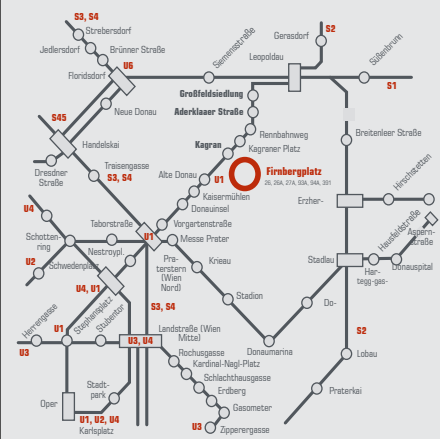 S3, S4
Strebersdorf
Jedlersdorf
Brünner Straße
U6
Floridsdorf
Siemensstraße
Gerasdorf
S2
Leopoldau
Süßenbrunn
S1
Großfeldsiedlung
Aderklaaer Straße
Neue Donau
S45
Handelskai
Rennbahnweg
Kagraner Platz
Breitenleer Straße
Kagran
Dresdner
Straße
Traisengasse
S3, S4
Alte Donau
U1
Firnbergplatz
26, 26A, 27A, 93A, 94A, 391
Kaisermühlen
Donauinsel
Erzher-
Hirschstetten
U4
Taborstraße
Vorgartenstraße
Hausfeldstraße
Aspern-
straße
Schotten-
ring
U1
Messe Prater
Nestroypl.
U2
Schwedenplatz
Pra-
terstern
(Wien
Nord)
Krieau
Stadlau
Har-
tegg-gas-
Donauspital
U4, U1
Stadion
Do-
Herrengasse
U1
Stephansplatz
Stubentor
S3, S4
Landstraße (Wien
Mitte)
S2
U3
U3, U4
Donaumarina
Lobau
Rochusgasse
Kardinal-Nagl-Platz
Schlachthausgasse
Stadt-
park
Erdberg
Praterkai
Oper
Gasometer
U1, U2, U4
Karlsplatz
U3
Zipperergasse